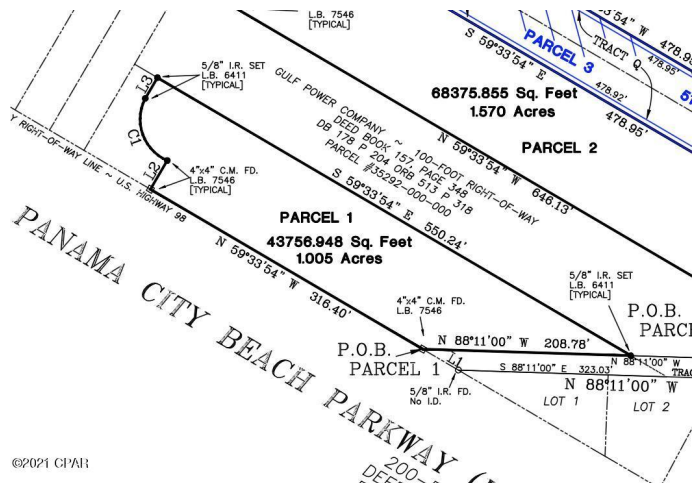 L.B. 7546
[TYPICAL]
5/8" I.R. SET
L.B. 6411
[TYPICAL]
L3
C1
L2
4"x4" C.M. FD.
L.B. 7546
[TYPICAL]
Y RIGHT-OF-WAY LINE ~ U.S. HIGHWAY 98
GULF POWER COMPANY ~ 100-FOOT RIGHT-OF-WAY
DEED BOOK 157, PAGE 348
DB 178 P 204 ORB 513 P 318
PARCEL #35292-000-000
S 59°33'54" E
PARCEL 3
TRACT Q
478.95'
478.92'
478.95'
68375.855 Sq. Feet
1.570 Acres
PARCEL 2
N 59°33'54" W 646.13'
S 59°33'54" E 550.24'
PARCEL 1
43756.948 Sq. Feet
1.005 Acres
N 59°33'54" W 316.40'
PANAMA CITY BEACH PARKWAY
4"x4" C.M. FD.
L.B. 7546
5/8" I.R. SET
L.B. 6411
[TYPICAL]
P.O.B.
N 88°11'00" W 208.78'
P.O.B.
PARCEL 1
L1
N 88°11'00" W
S 88°11'00" E 323.03'
N 88°11'00" W
5/8" I.R. FD.
No I.D.
LOT 1
LOT 2
©2021 CPAR